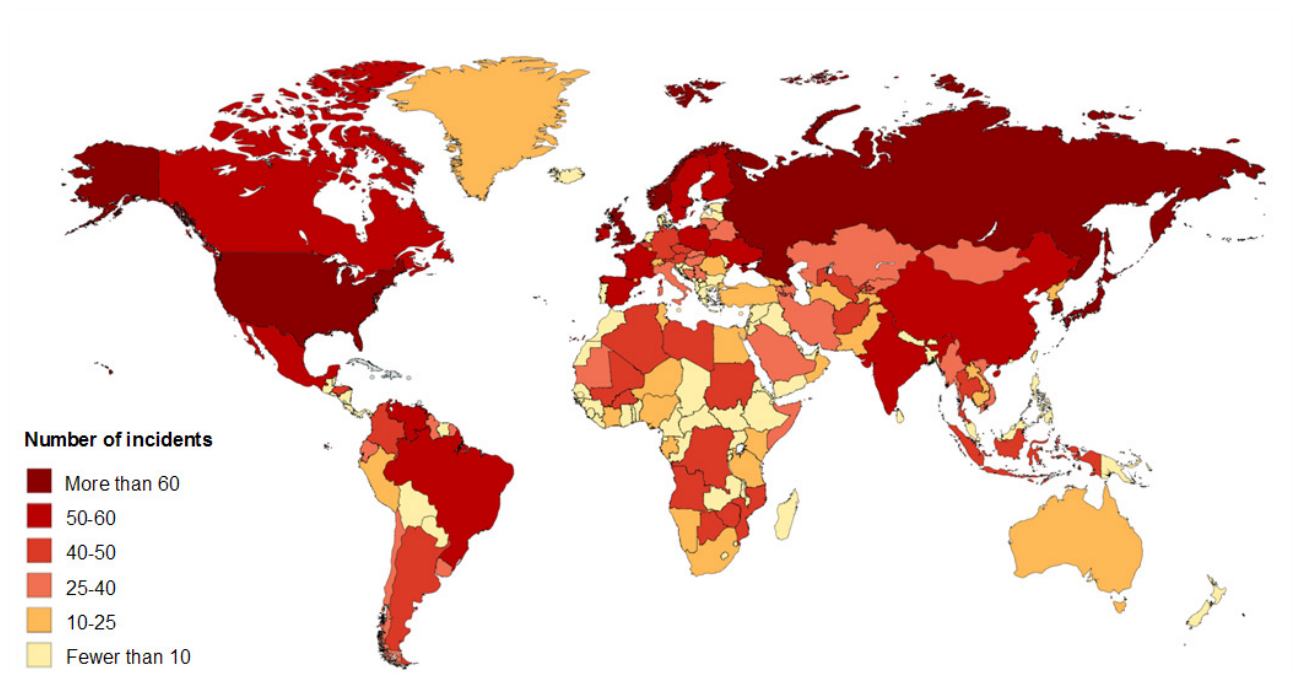 Number of incidents
More than 60
50-60
40-50
25-40
10-25
Fewer than 10